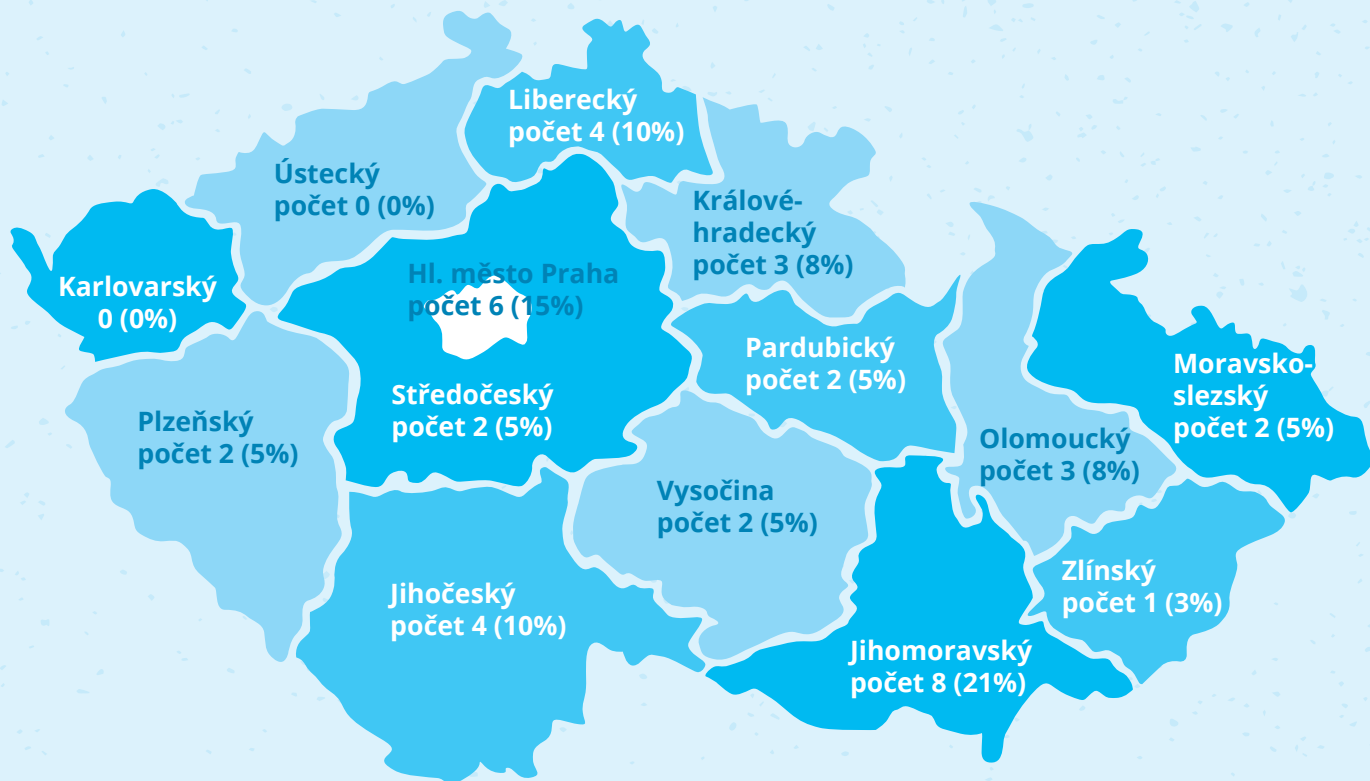 Liberecký
počet 4 (10%)
Ústecký
počet 0 (0%)
Králové-
hradecký
počet 3 (8%)
Hl. město Praha
počet 6 (15%)
Karlovarský
0 (0%)
Pardubický
počet 2 (5%)
Moravsko-
slezský
počet 2 (5%)
Středočeský
počet 2 (5%)
Plzeňský
počet 2 (5%)
Olomoucký
počet 3 (8%)
Vysočina
počet 2 (5%)
Zlínský
počet 1 (3%)
Jihočeský
počet 4 (10%)
Jihomoravský
počet 8 (21%)